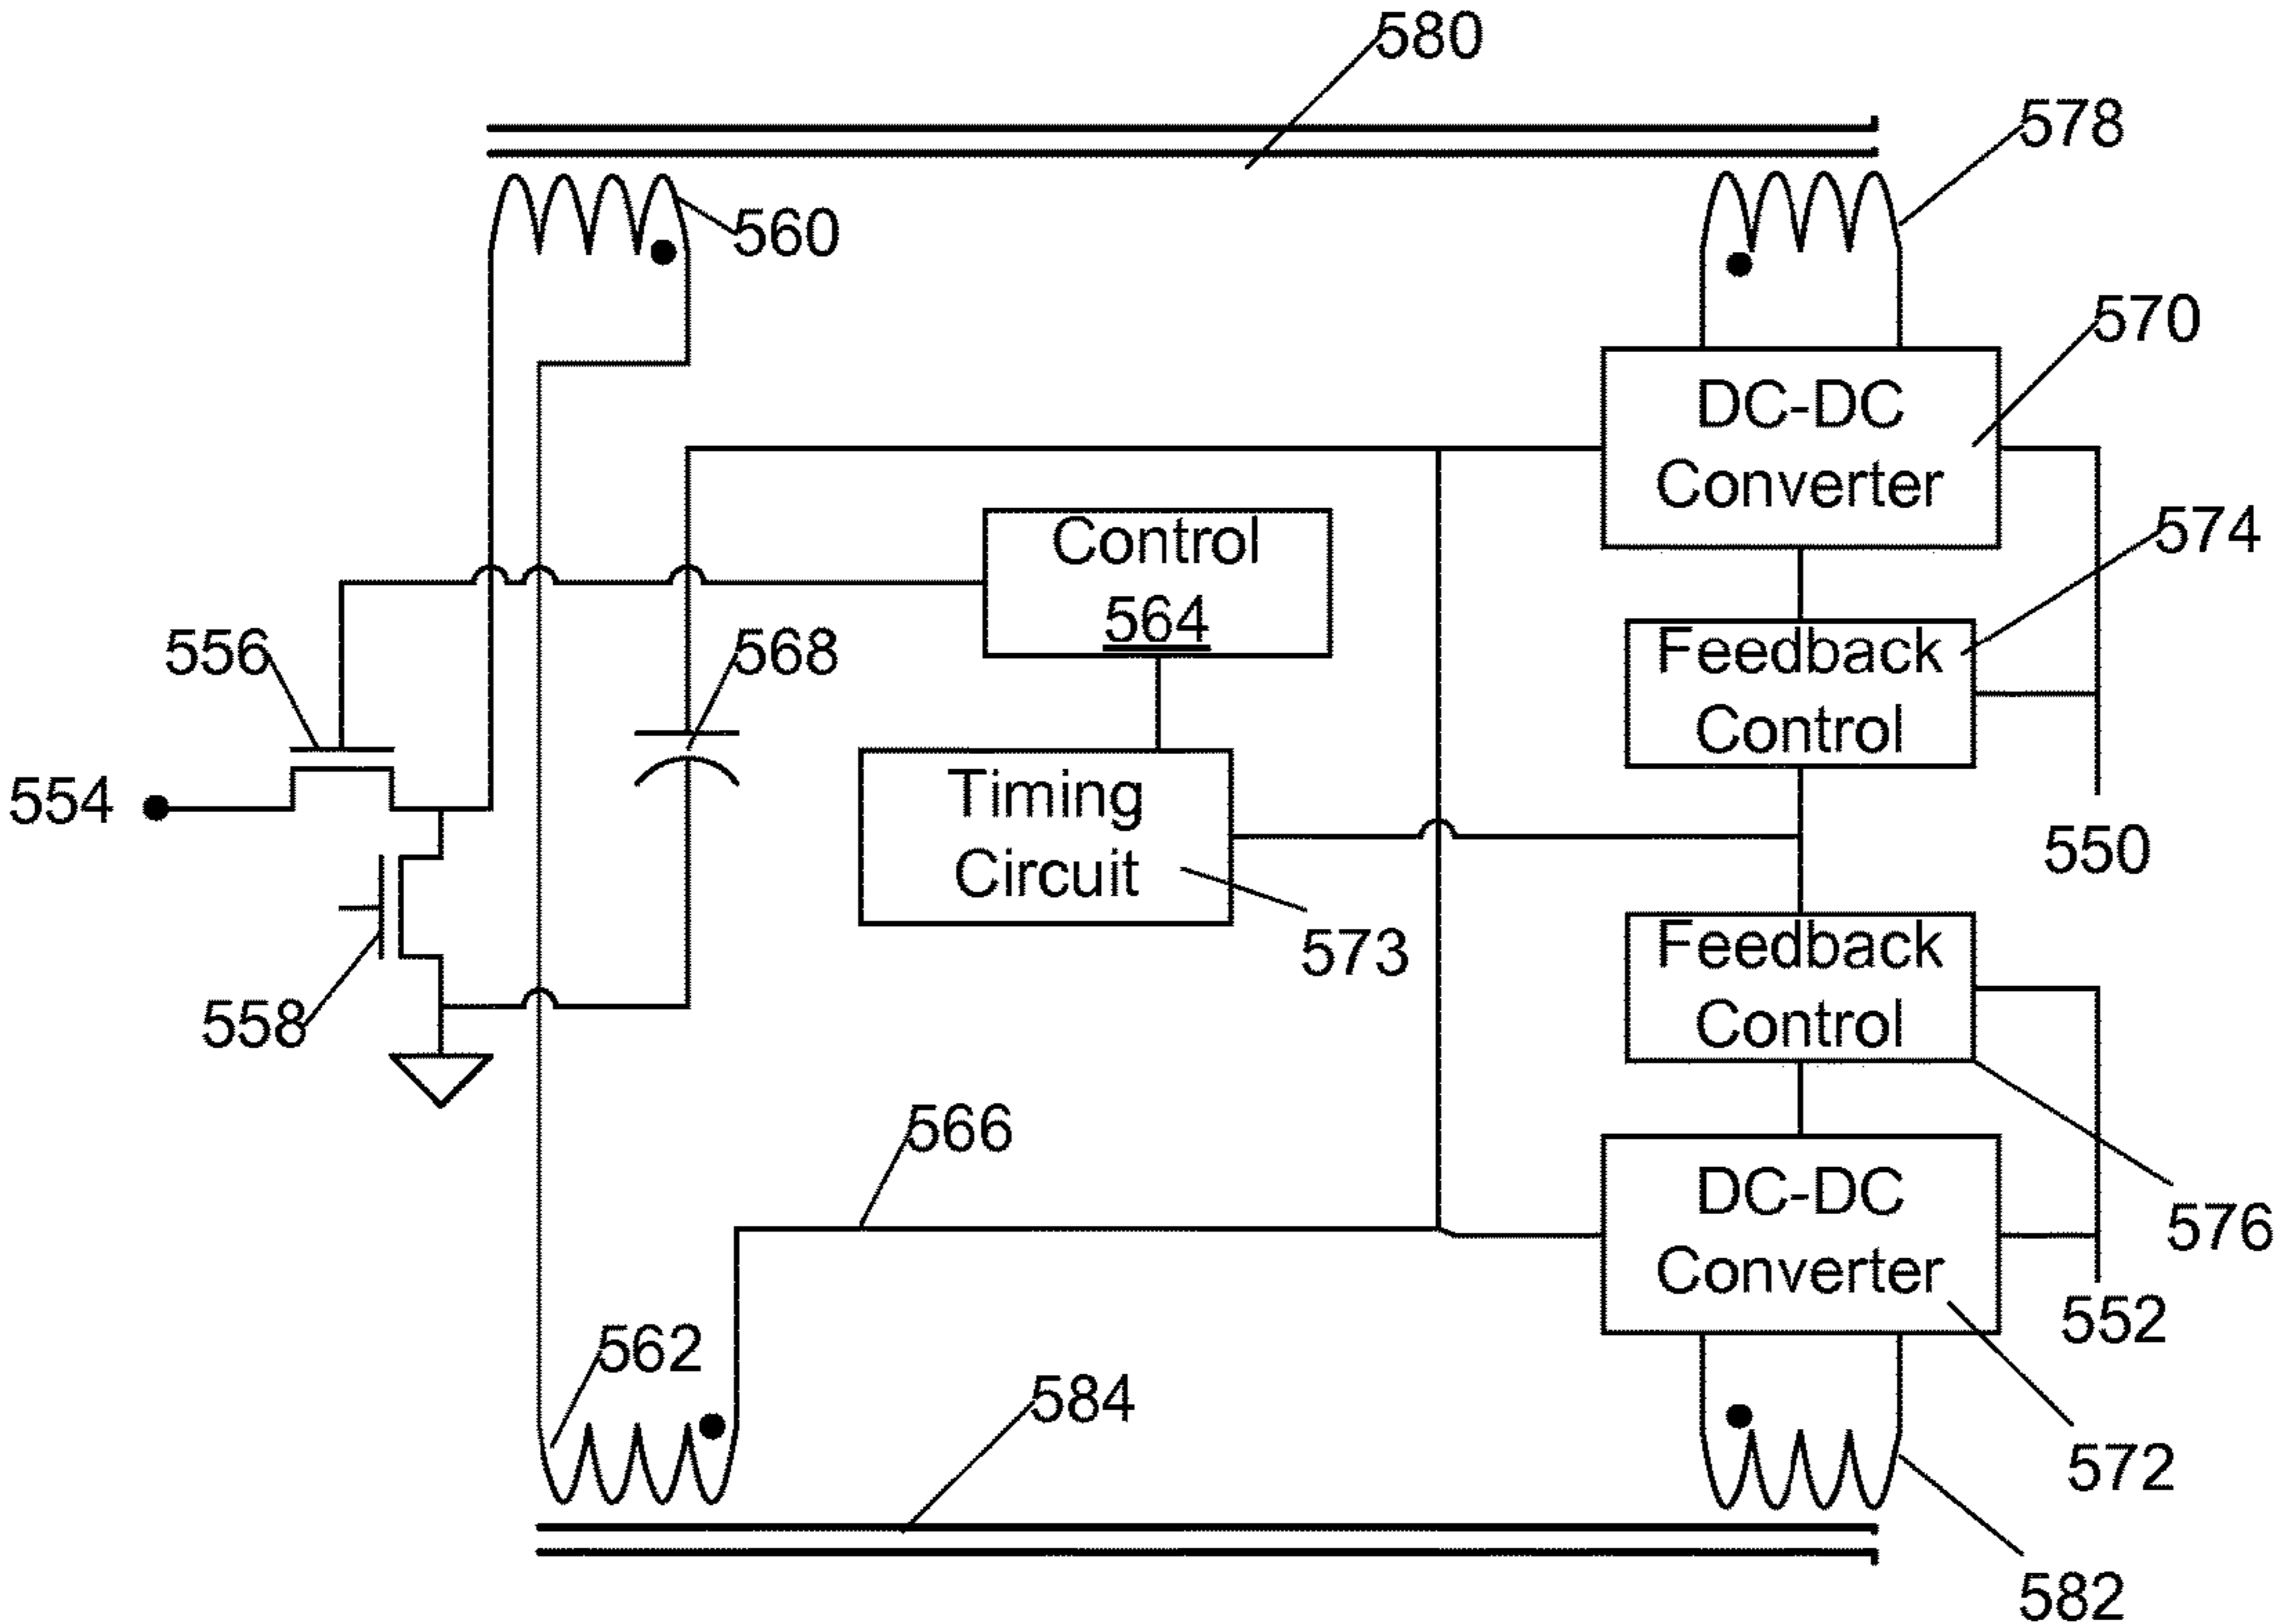 580
578
560
570
DC-DC
Converter
574
Control
564
556
568
Feedback
Control
554
Timing
Circuit
550
573
Feedback
Control
558
566
DC-DC
Converter
576
552
562
584
572
582